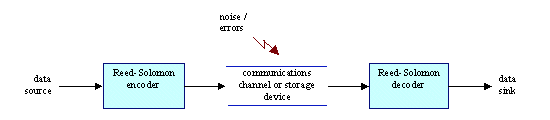 noise /
errors
data
source
Reed- Solomon
encoder
communications
channel or storage
device
Reed- Solomon
decoder
data
sink